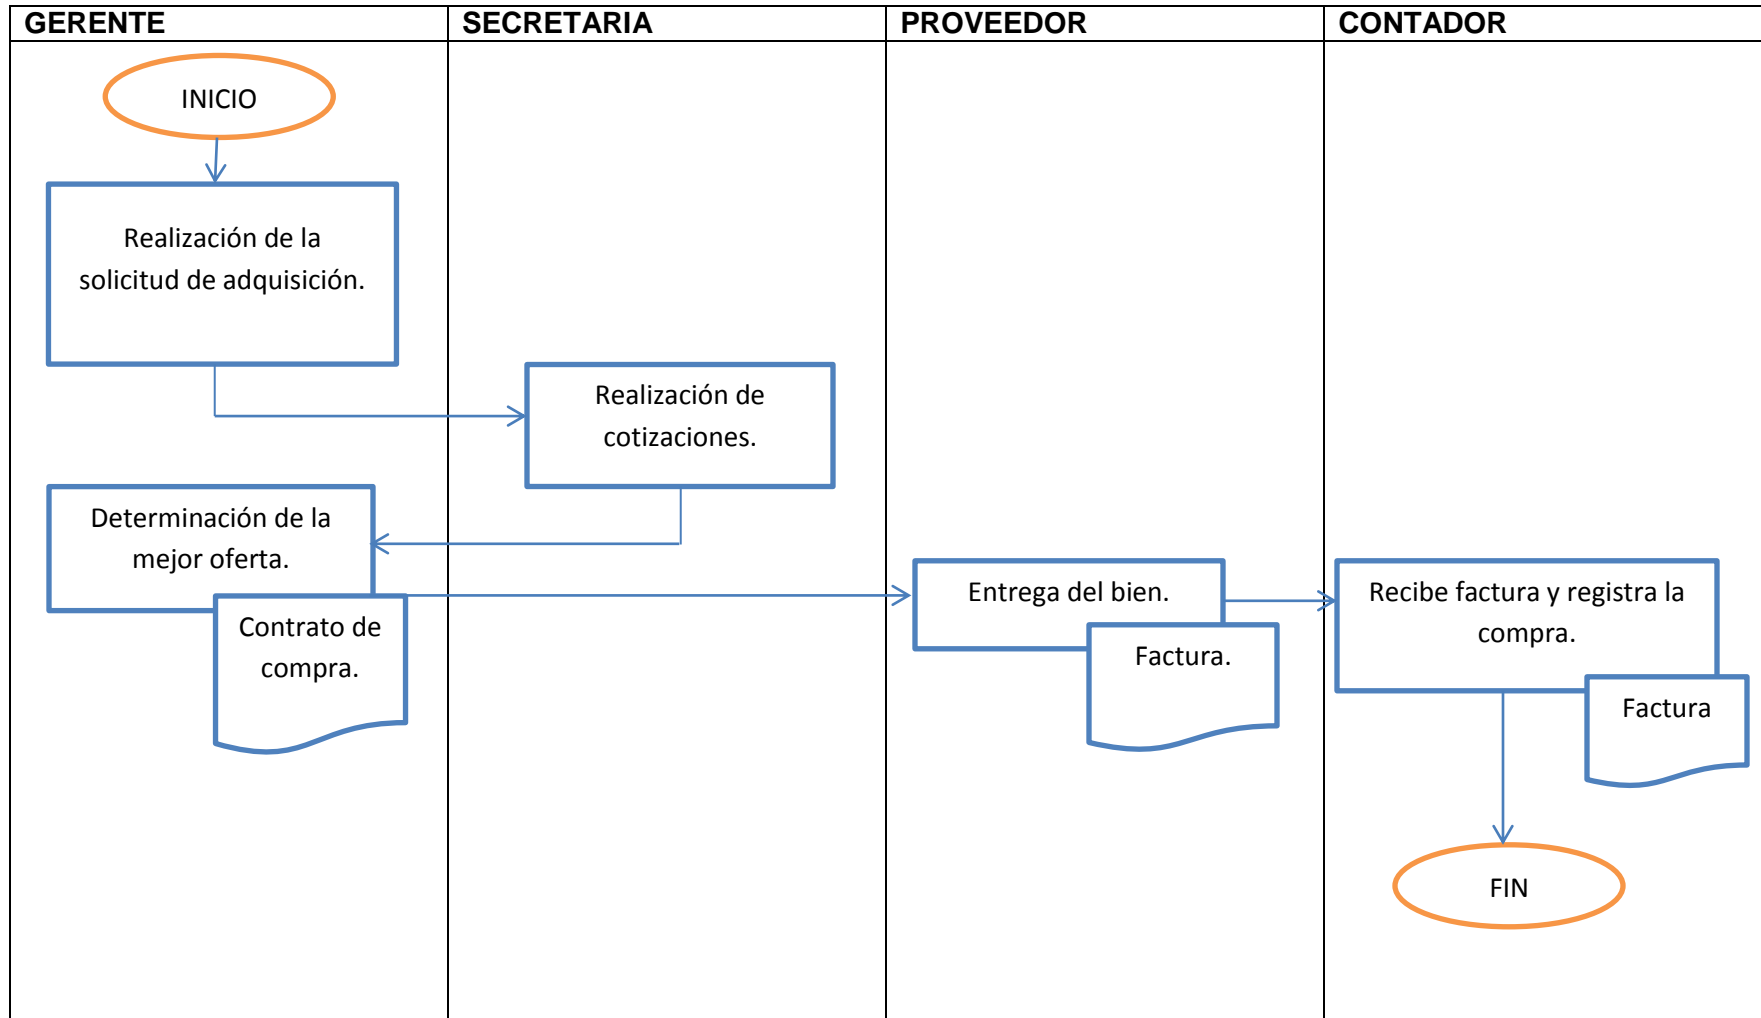 GERENTE
SECRETARIA
PROVEEDOR
CONTADOR
INICIO
Realización de la
solicitud de adquisición.
Realización de
cotizaciones.
Determinación de la
mejor oferta.
Contrato de
compra.
Entrega del bien.
Factura.
Recibe factura y registra la
compra.
Factura
FIN